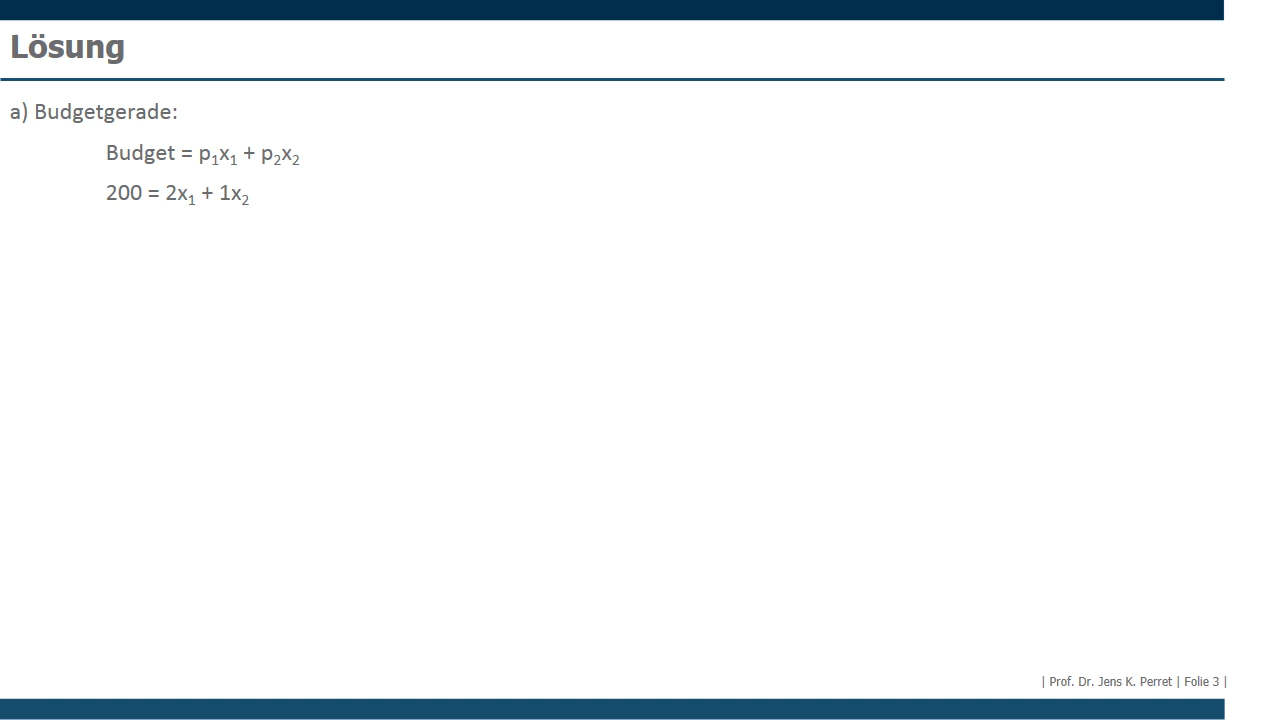 Lösung
a) Budgetgerade:
Budget = p₁x₁ + p₂x₂
200 = 2x₁ + 1x₂
| Prof. Dr. Jens K. Perret | Folie 3 |